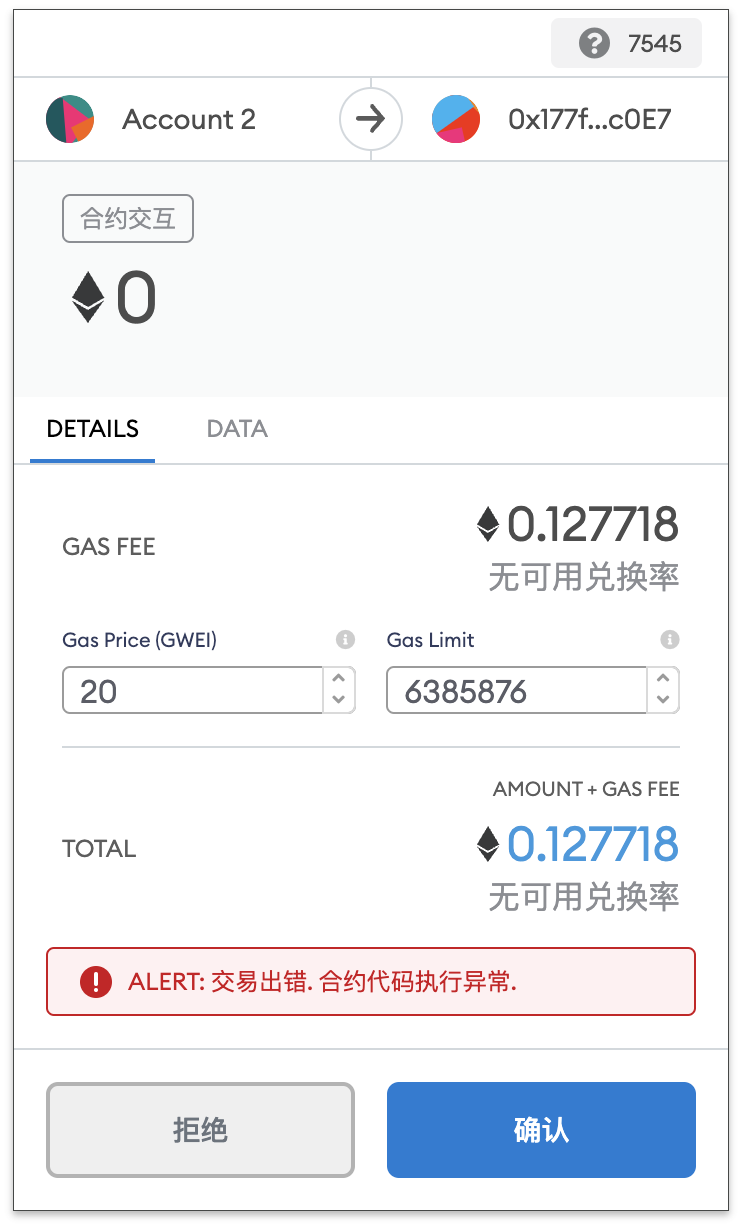 7545
Account 2
0x177f...c0E7
合约交互
0
DETAILS
DATA
GAS FEE
0.127718
无可用兑换率
Gas Price (GWEI)
Gas Limit
20
6385876
AMOUNT + GAS FEE
TOTAL
0.127718
无可用兑换率
ALERT: 交易出错. 合约代码执行异常.
拒绝
确认